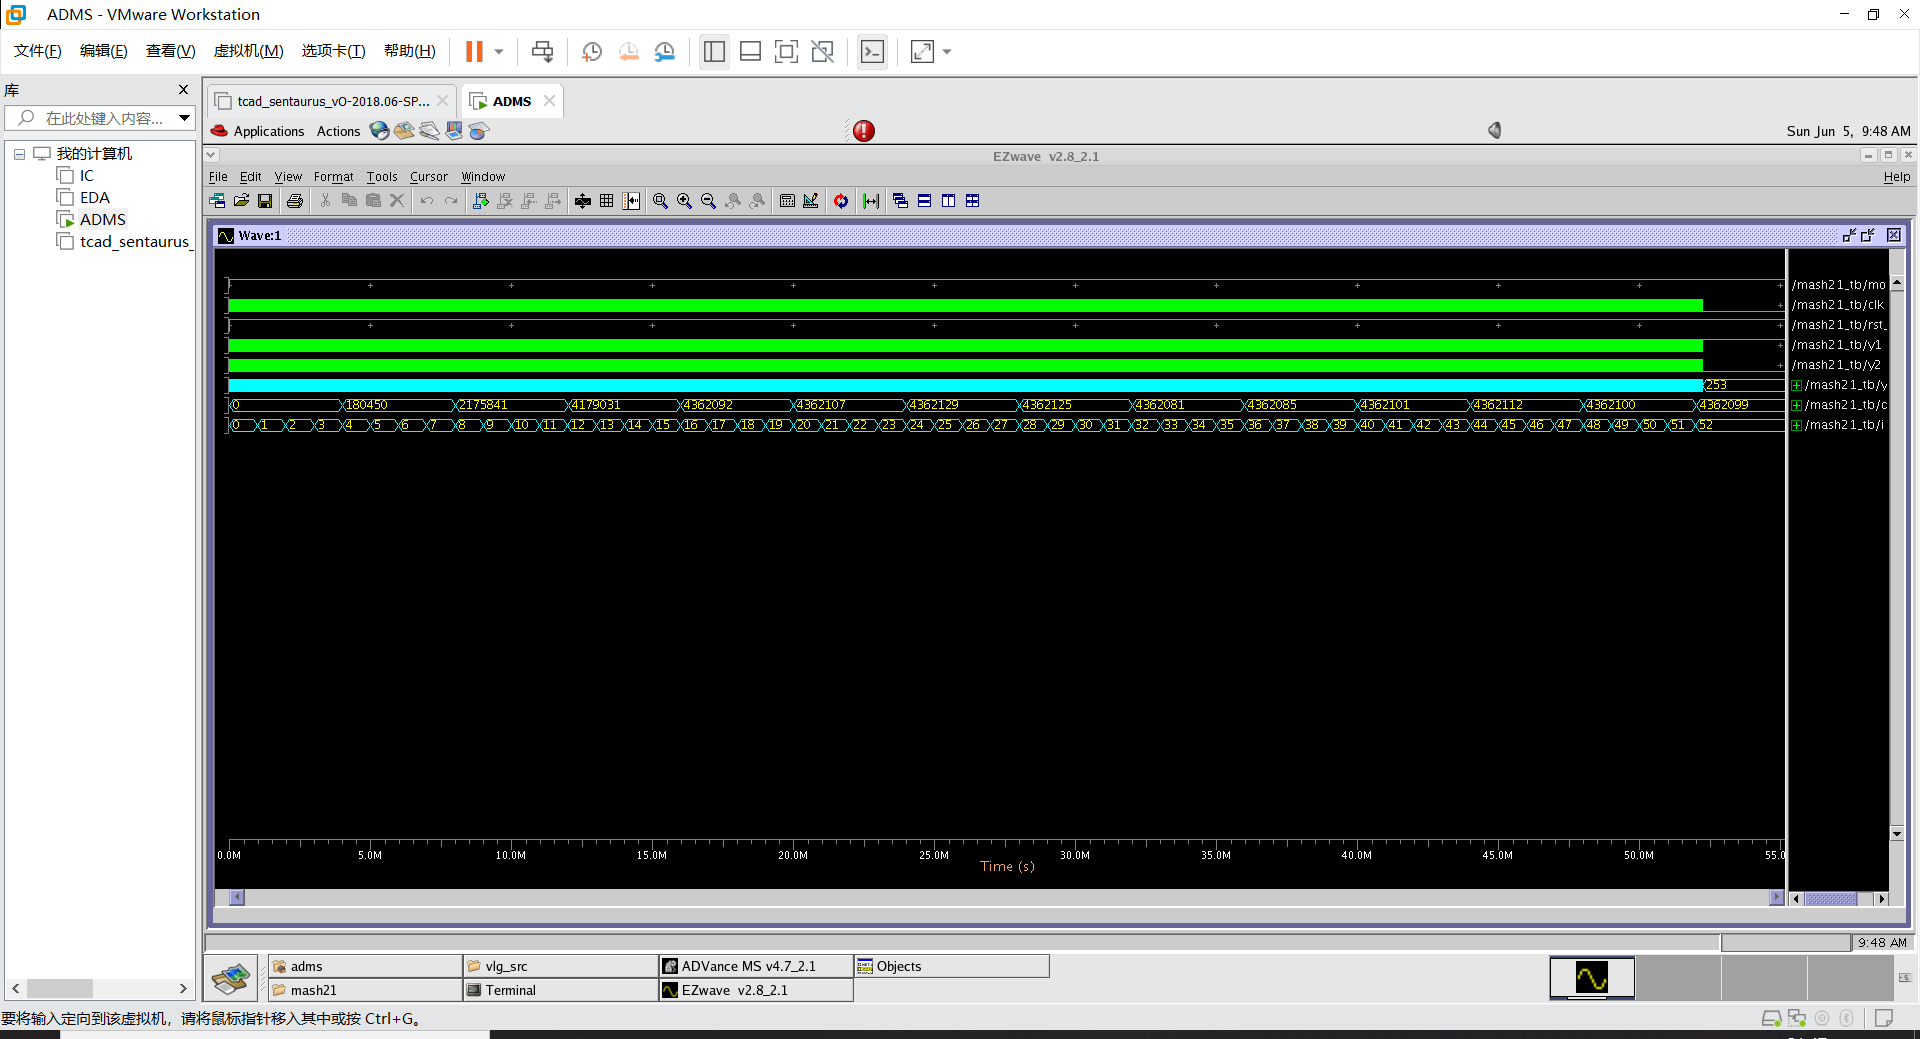 ADMS - VMware Workstation
文件(F) 编辑(E) 查看(V) 虚拟机(M) 选项卡(T) 帮助(H)
库
在此处键入内容...
我的计算机
IC
EDA
ADMS
tcad_sentaurus_
tcad_sentaurus_vO-2018.06-SP... ADMS
Applications Actions Sun Jun 5, 9:48 AM
EZwave v2.8_2.1
File Edit View Format Tools Cursor Window Help
Wave:1
/mash21_tb/mo
/mash21_tb/clk
/mash21_tb/rst_
/mash21_tb/y1
/mash21_tb/y2
253 /mash21_tb/y
0 180450 2175841 4179031 4362092 4362107 4362129 4362125 4362081 4362085 4362101 4362112 4362100 4362099 /mash21_tb/c
0 1 2 3 4 5 6 7 8 9 10 11 12 13 14 15 16 17 18 19 20 21 22 23 24 25 26 27 28 29 30 31 32 33 34 35 36 37 38 39 40 41 42 43 44 45 46 47 48 49 50 51 52 /mash21_tb/i
0.0M 5.0M 10.0M 15.0M 20.0M 25.0M 30.0M 35.0M 40.0M 45.0M 50.0M 55.0
Time (s)
9:48 AM
adms vlg_src ADVance MS v4.7_2.1 Objects
mash21 Terminal EZwave v2.8_2.1
要将输入定向到该虚拟机，请将鼠标指针移入其中或按 Ctrl+G。